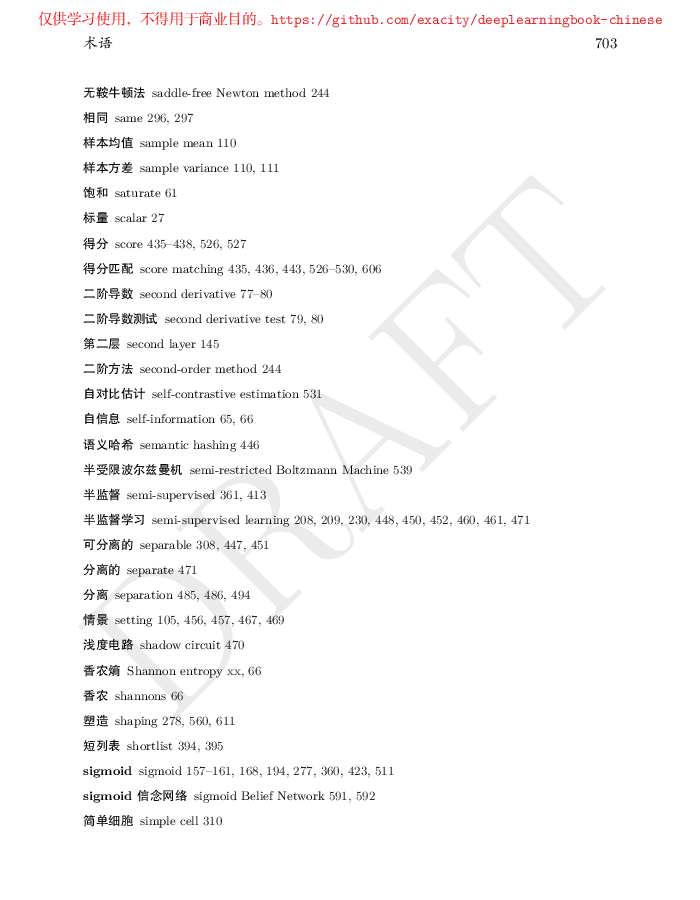 仅供学习使用，不得用于商业目的。https://github.com/exacity/deeplearningbook-chinese
术语 703
无鞍牛顿法 saddle-free Newton method 244
相同 same 296, 297
样本均值 sample mean 110
样本方差 sample variance 110, 111
饱和 saturate 61
标量 scalar 27
得分 score 435–438, 526, 527
得分匹配 score matching 435, 436, 443, 526–530, 606
二阶导数 second derivative 77–80
二阶导数测试 second derivative test 79, 80
第二层 second layer 145
二阶方法 second-order method 244
自对比估计 self-contrastive estimation 531
自信息 self-information 65, 66
语义哈希 semantic hashing 446
半受限波尔兹曼机 semi-restricted Boltzmann Machine 539
半监督 semi-supervised 361, 413
半监督学习 semi-supervised learning 208, 209, 230, 448, 450, 452, 460, 461, 471
可分离的 separable 308, 447, 451
分离的 separate 471
分离 separation 485, 486, 494
情景 setting 105, 456, 457, 467, 469
浅度电路 shadow circuit 470
香农熵 Shannon entropy xx, 66
香农 shannons 66
塑造 shaping 278, 560, 611
短列表 shortlist 394, 395
sigmoid sigmoid 157–161, 168, 194, 277, 360, 423, 511
sigmoid 信念网络 sigmoid Belief Network 591, 592
简单细胞 simple cell 310
DRAFT